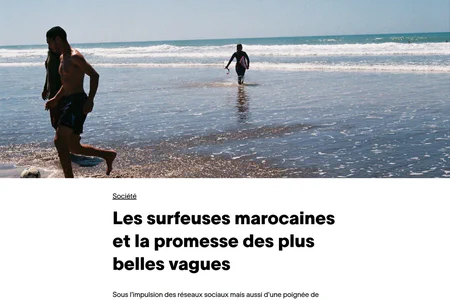 Société
Les surfeuses marocaines
et la promesse des plus
belles vagues
Sous l'impulsion des réseaux sociaux mais aussi d'une poignée de